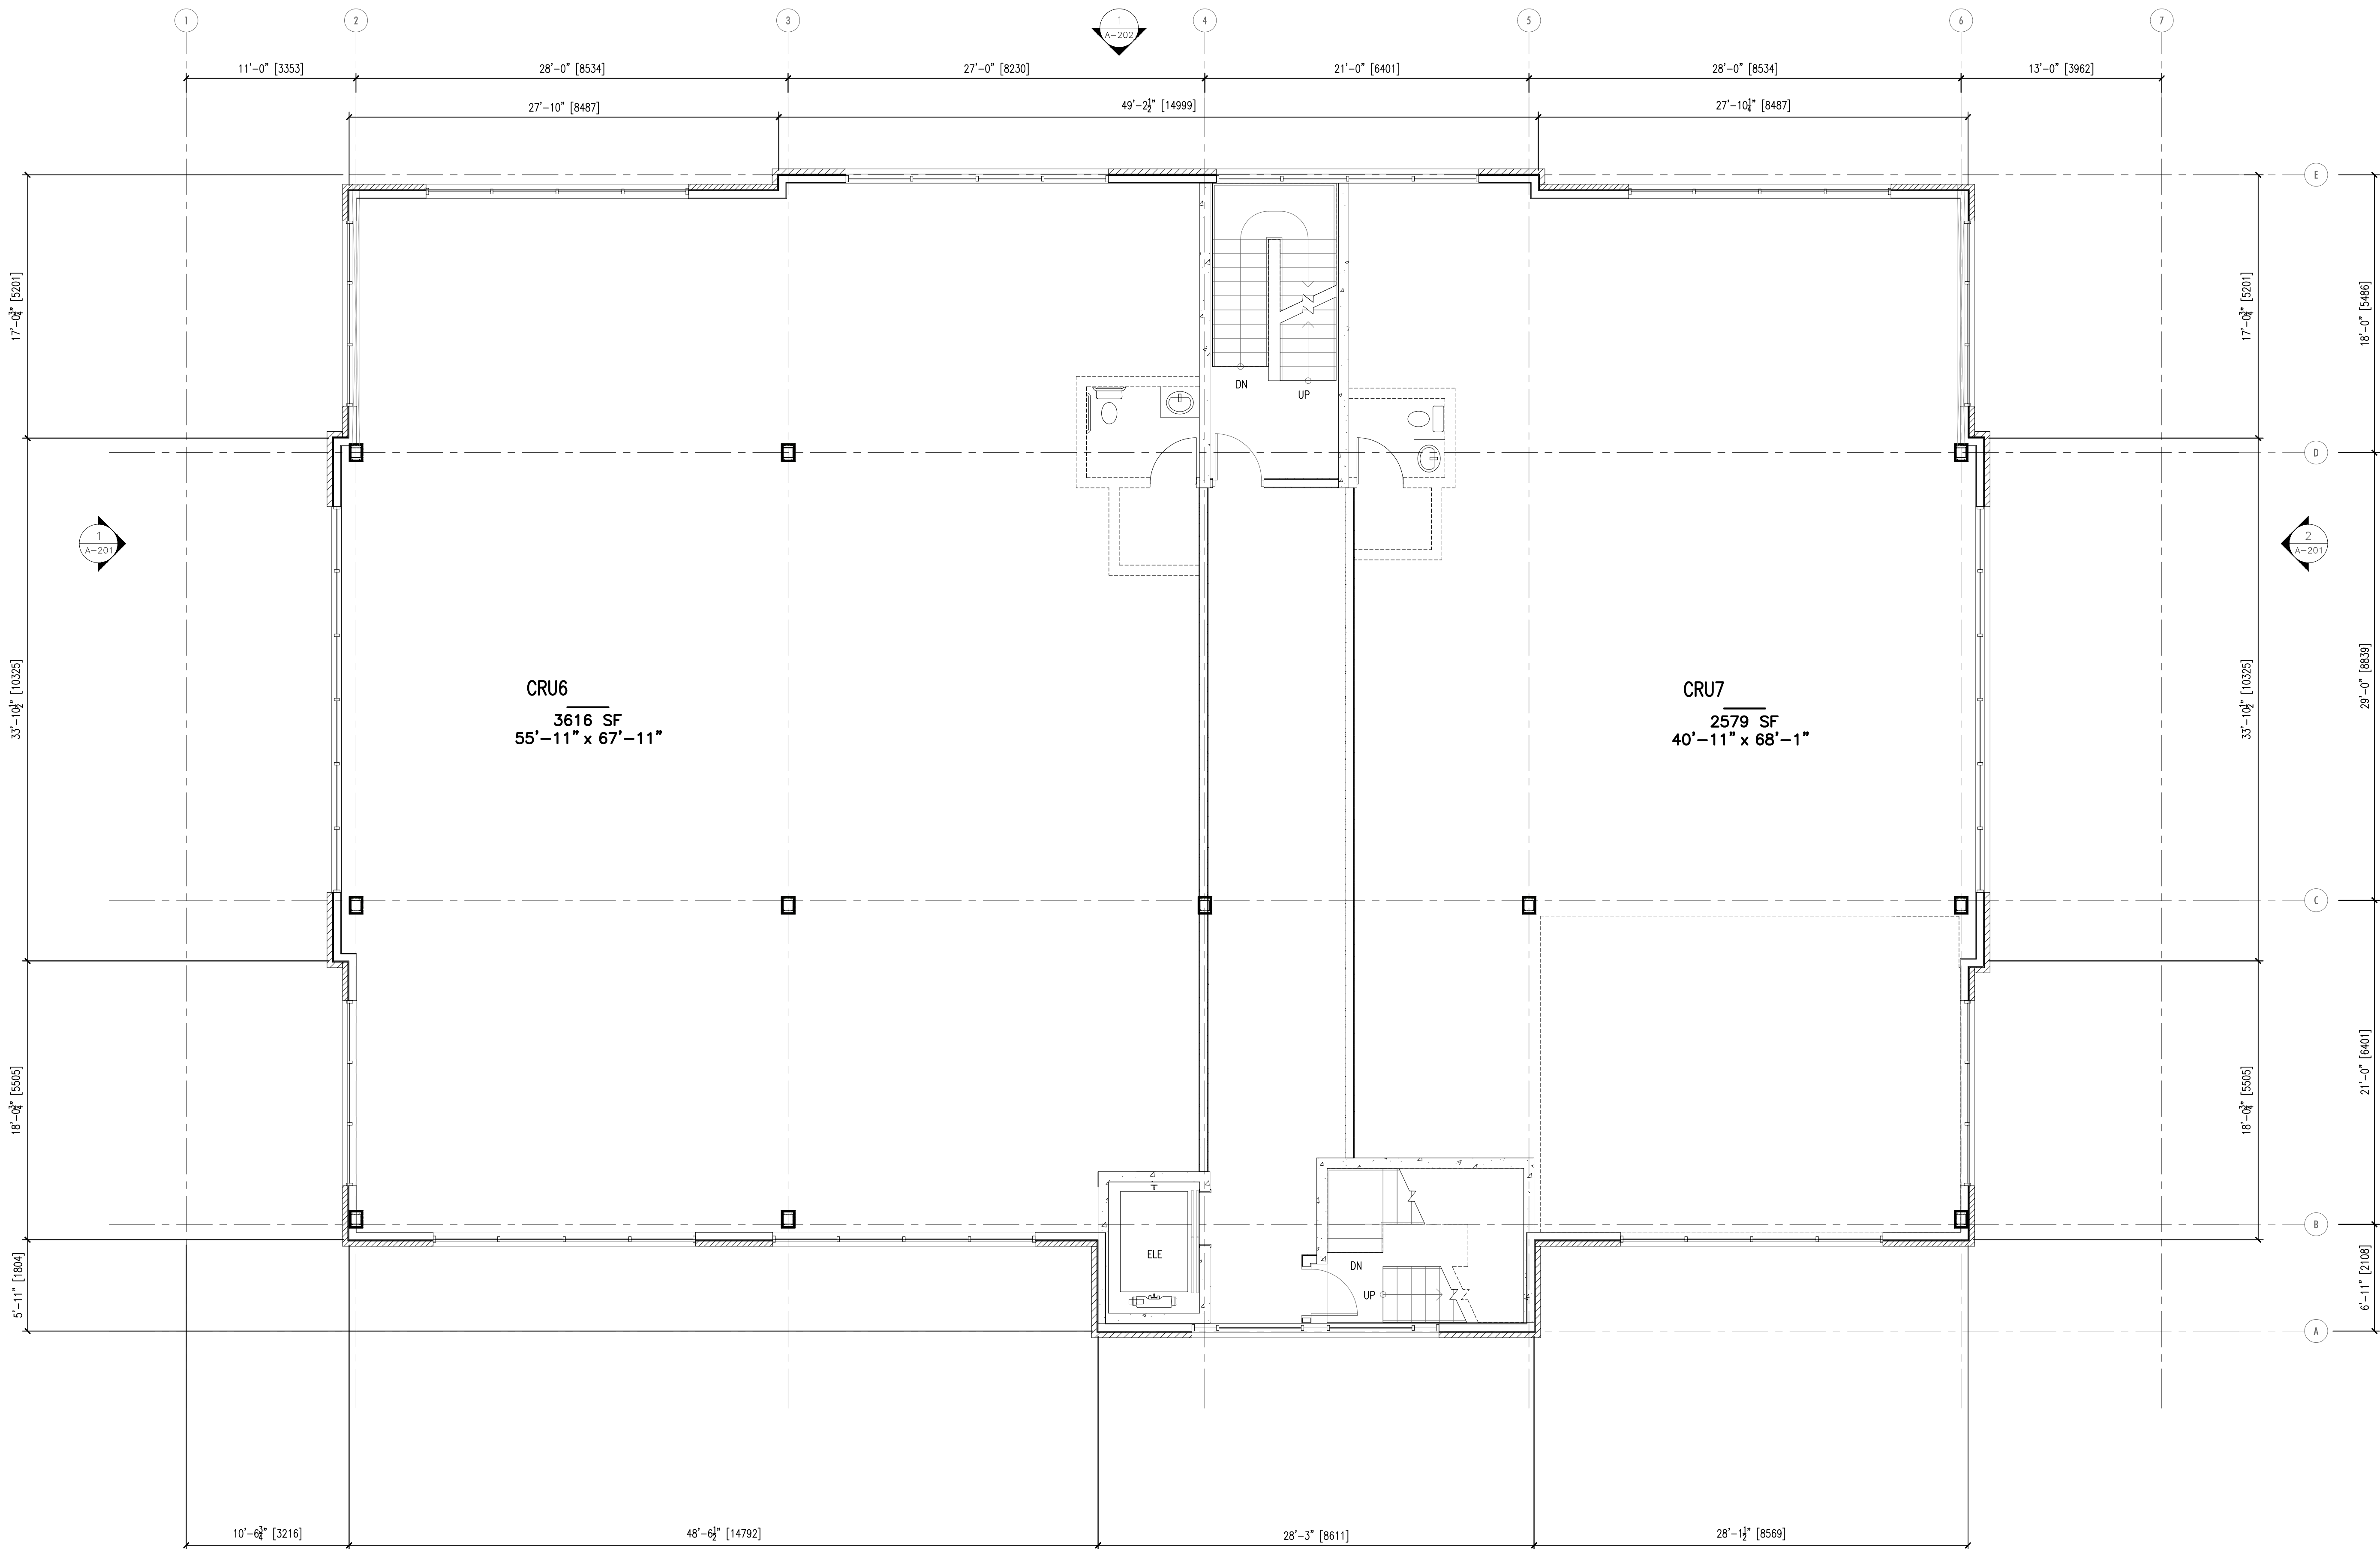 1
2
3
1
A-202
4
5
6
7
11'-0" [3353]
28'-0" [8534]
27'-0" [8230]
21'-0" [6401]
28'-0" [8534]
13'-0" [3962]
27'-10" [8487]
49'-2½" [14999]
27'-10¼" [8487]
E
17'-0¾" [5201]
17'-0¾" [5201]
18'-0" [5486]
DN
UP
D
1
A-201
2
A-201
33'-10½" [10325]
CRU6
3616 SF
55'-11" x 67'-11"
CRU7
2579 SF
40'-11" x 68'-1"
33'-10½" [10325]
29'-0" [8839]
C
18'-0¾" [5505]
18'-0¾" [5505]
21'-0" [6401]
B
ELE
DN
UP
5'-11" [1804]
6'-11" [2108]
A
10'-6¾" [3216]
48'-6½" [14792]
28'-3" [8611]
28'-1½" [8569]